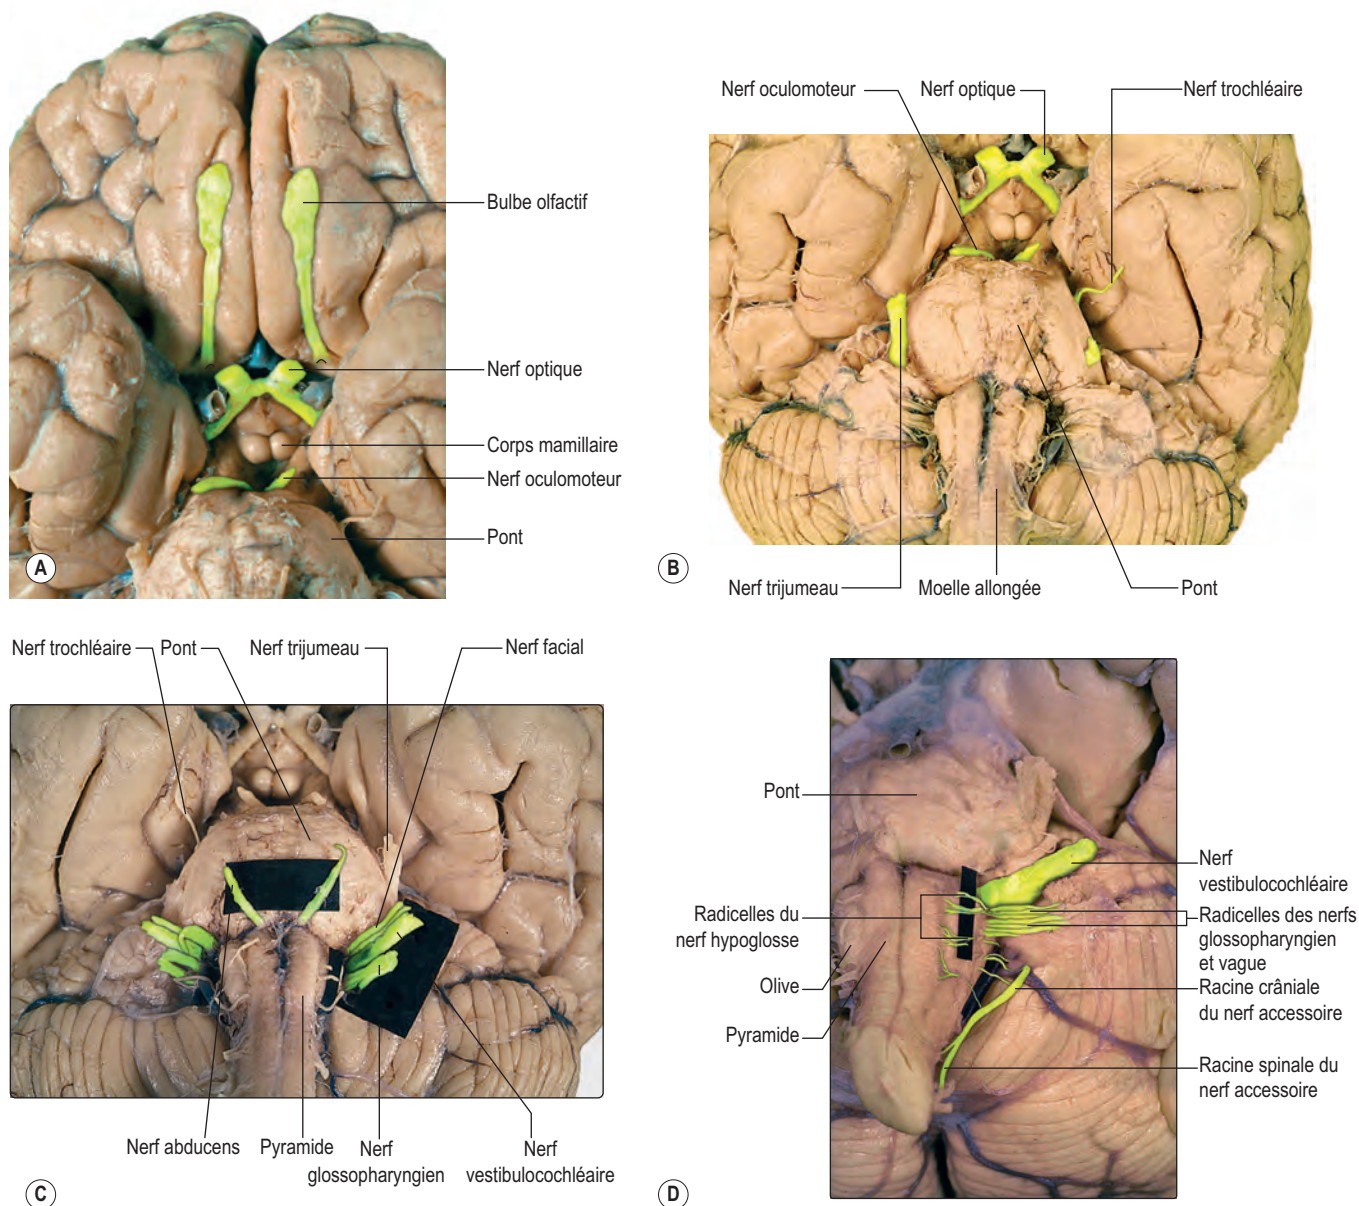 Bulbe olfactif
Nerf optique
Corps mamillaire
Nerf oculomoteur
Pont
A
Nerf oculomoteur
Nerf optique
Nerf trochléaire
Nerf trijumeau
Moelle allongée
Pont
B
Nerf trochléaire
Pont
Nerf trijumeau
Nerf facial
Nerf abducens
Pyramide
Nerf
glossopharyngien
Nerf
vestibulocochléaire
C
Pont
Radicelles du
nerf hypoglosse
Olive
Pyramide
Nerf
vestibulocochléaire
Radicelles des nerfs
glossopharyngien
et vague
Racine crâniale
du nerf accessoire
Racine spinale du
nerf accessoire
D